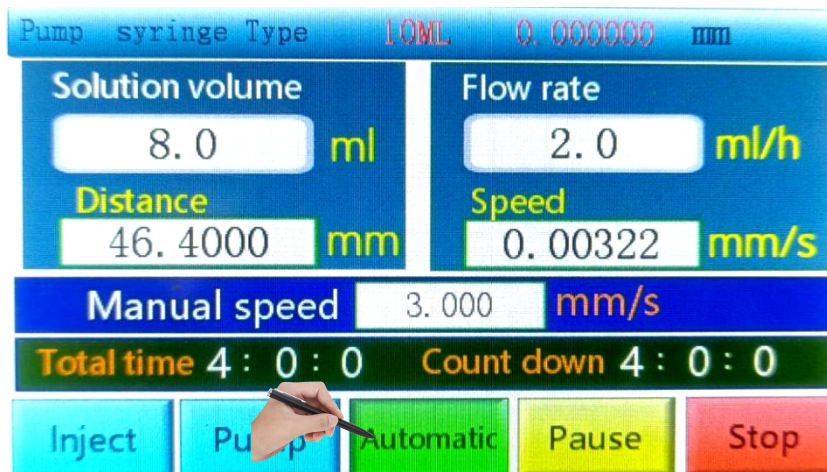 Pump syringe Type 10ML 0.000000 mm
Solution volume Flow rate
8.0 ml 2.0 ml/h
Distance Speed
46.4000 mm 0.00322 mm/s
Manual speed 3.000 mm/s
Total time 4:0:0 Count down 4:0:0
Inject Automatic Pause Stop